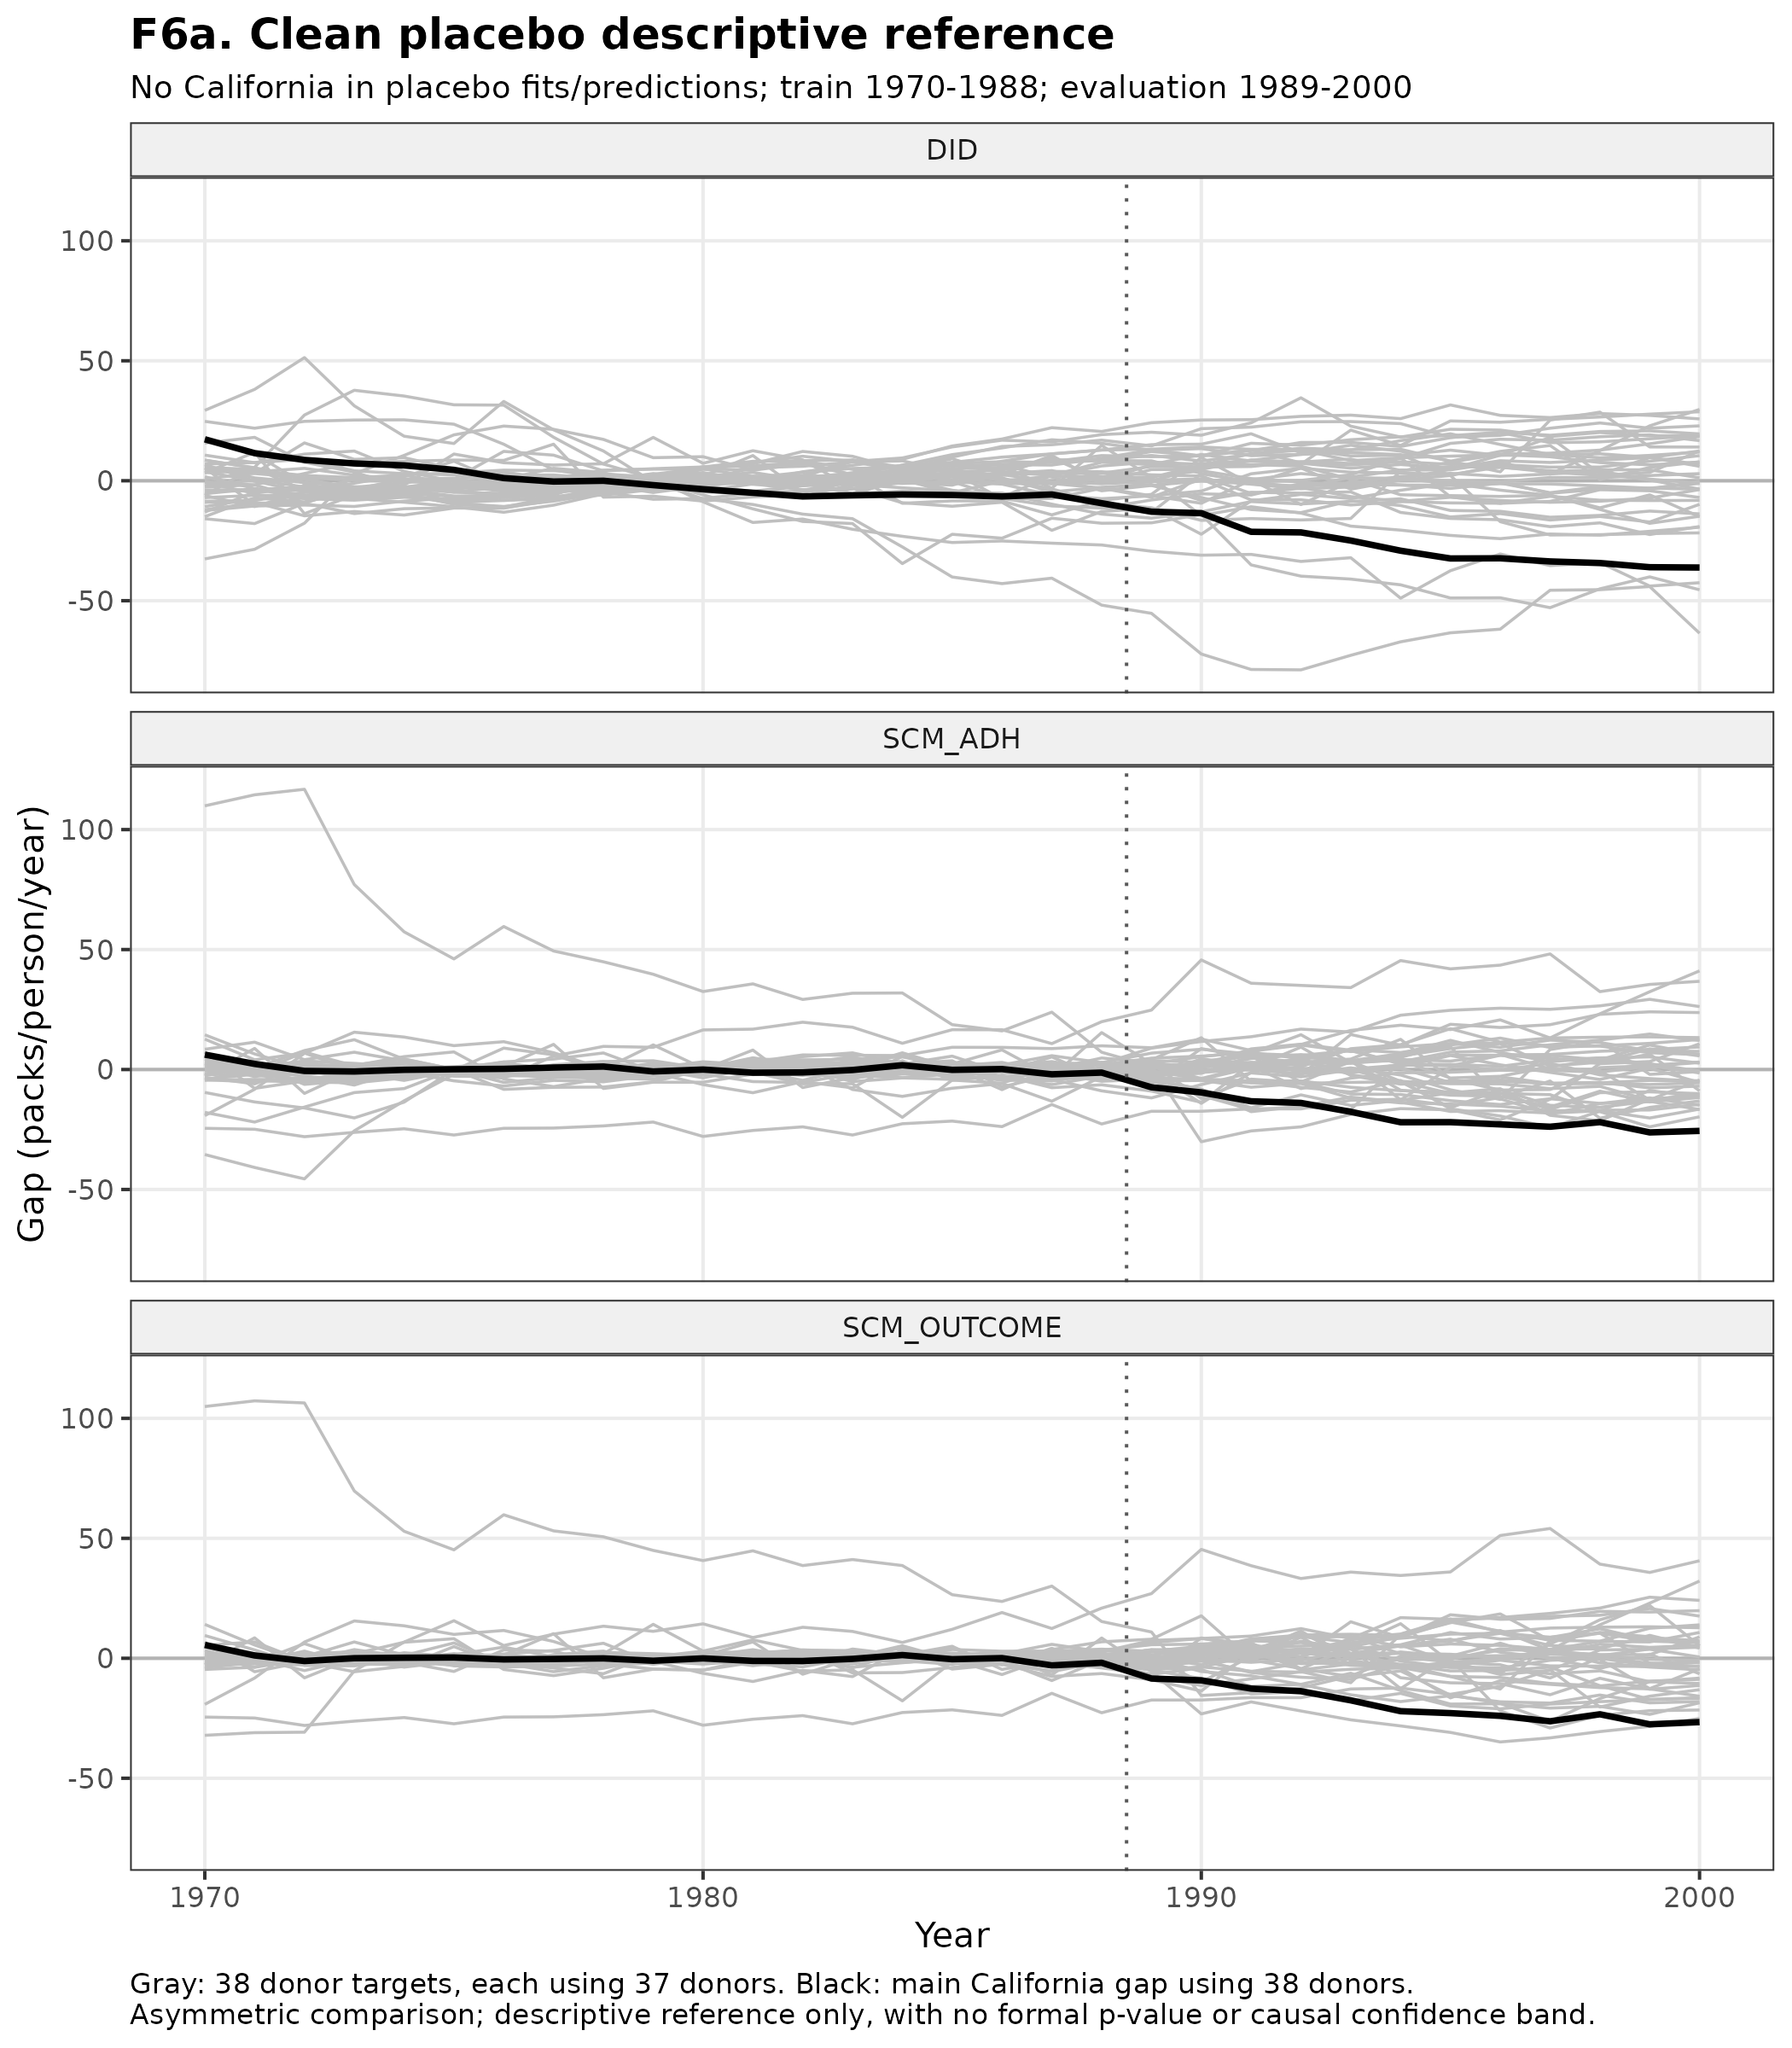 F6a. Clean placebo descriptive reference
No California in placebo fits/predictions; train 1970-1988; evaluation 1989-2000
DID
100
50
0
-50
SCM_ADH
100
50
0
-50
Gap (packs/person/year)
SCM_OUTCOME
100
50
0
-50
1970 1980 1990 2000
Year
Gray: 38 donor targets, each using 37 donors. Black: main California gap using 38 donors.
Asymmetric comparison; descriptive reference only, with no formal p-value or causal confidence band.